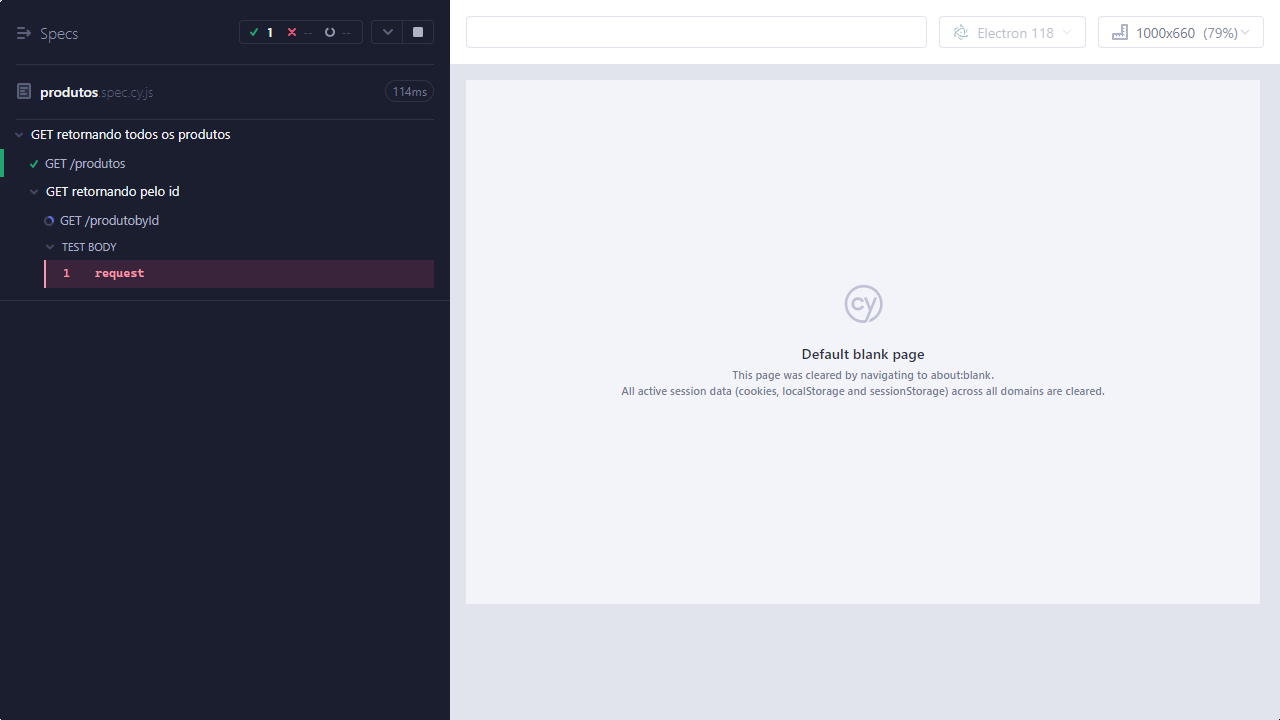 Specs
1 -- --
produtos.spec.cy.js 114ms
GET retornando todos os produtos
GET /produtos
GET retornando pelo id
GET /produtobyId
TEST BODY
1 request
Electron 118
1000x660 (79%)
cy
Default blank page
This page was cleared by navigating to about:blank.
All active session data (cookies, localStorage and sessionStorage) across all domains are cleared.